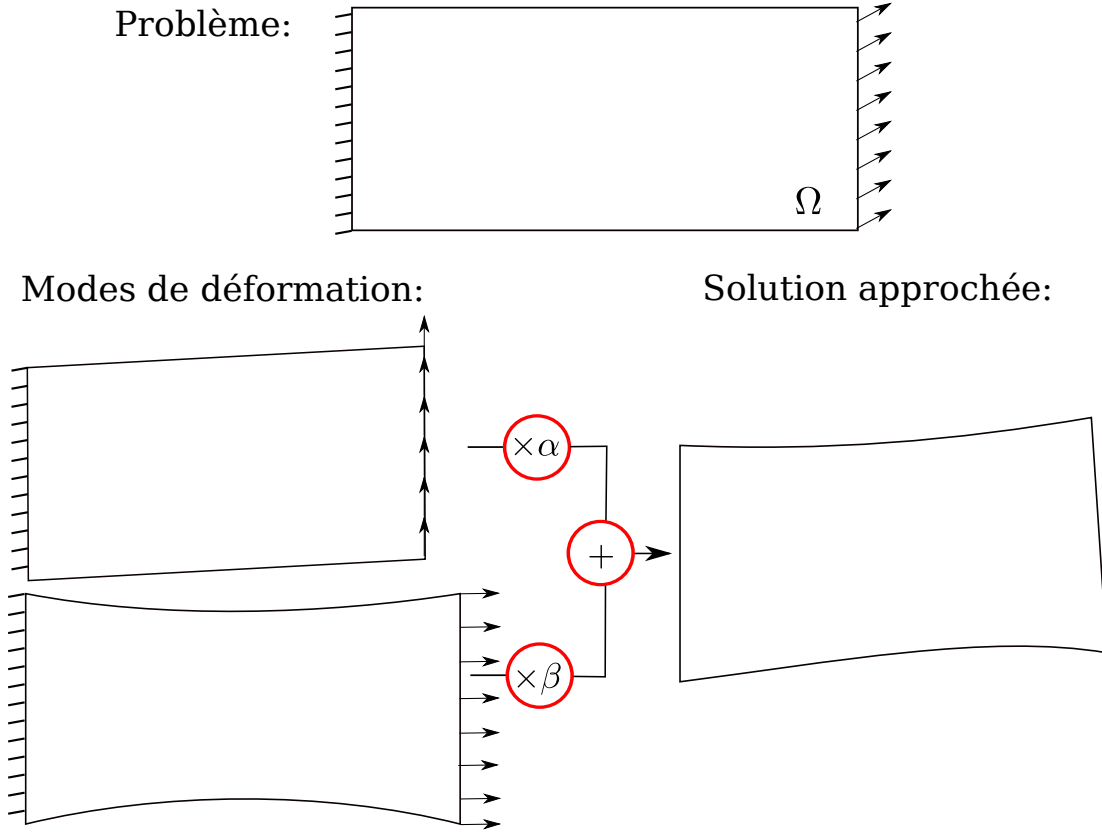 Problème:
Ω
Modes de déformation:
Solution approchée:
×α
+
×β